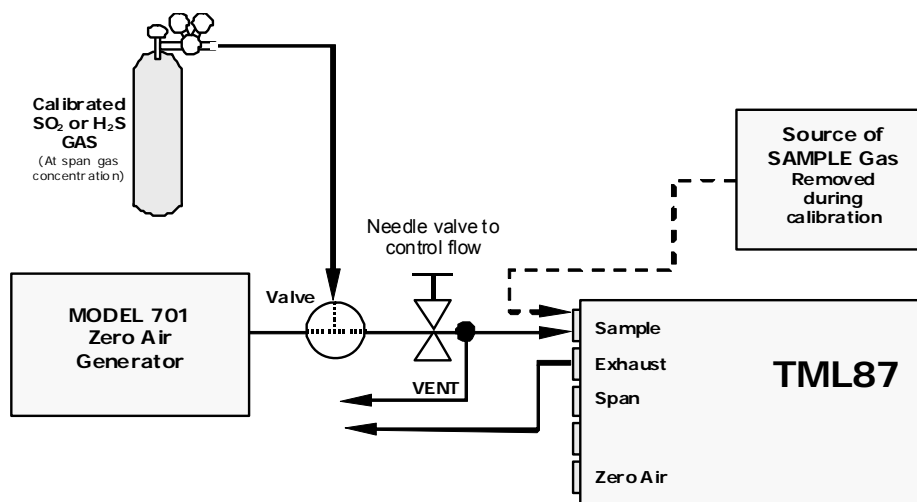 Calibrated
SO₂ or H₂S
GAS
(At span gas
concentration)
Source of
SAMPLE Gas
Removed
during
calibration
Needle valve to
control flow
MODEL 701
Zero Air
Generator
Valve
VENT
Sample
Exhaust
Span
Zero Air
TML87